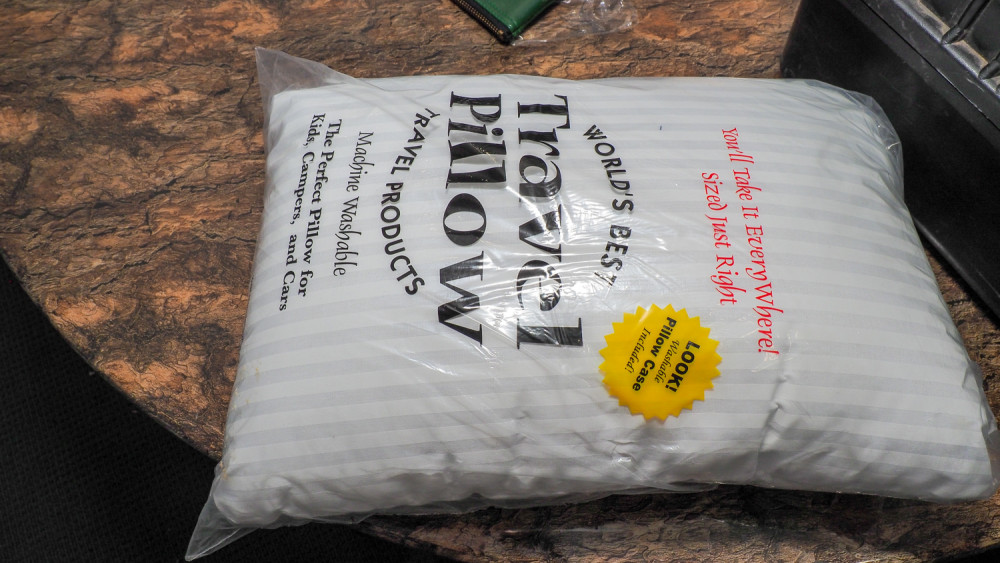 You'll Take It EveryWhere!
Sized Just Right
WORLD'S BEST
Travel
Pillow
TRAVEL PRODUCTS
Machine Washable
The Perfect Pillow for
Kids, Campers, and Cars
LOOK!
Washable
Pillow Case
Included!